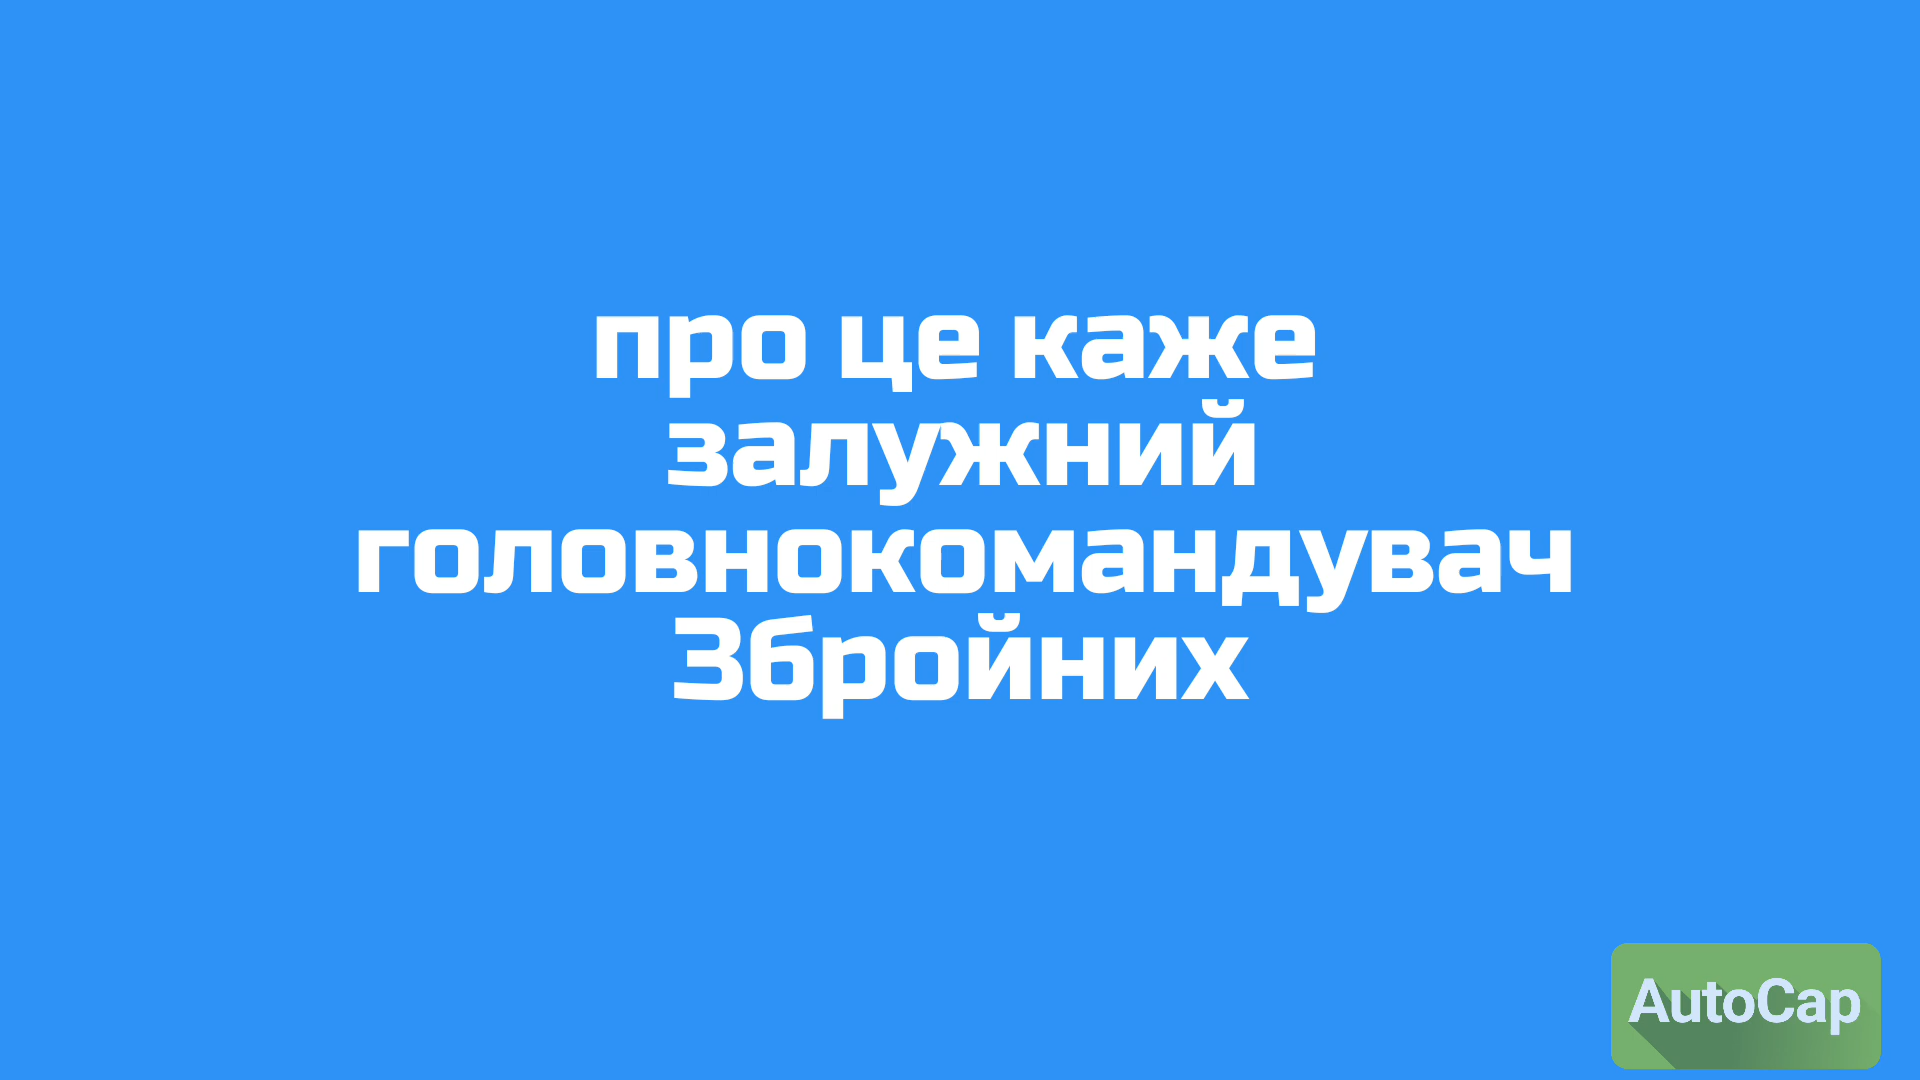 про це каже
залужний
головнокомандувач
Збройних
AutoCap